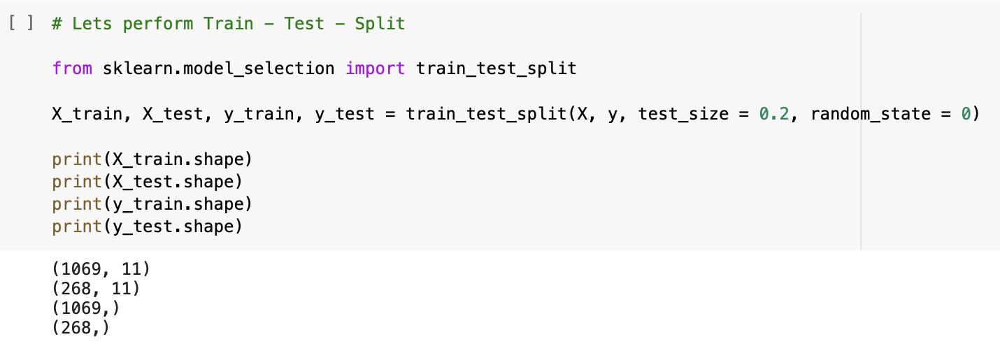 [ ] # Lets perform Train - Test - Split
from sklearn.model_selection import train_test_split
X_train, X_test, y_train, y_test = train_test_split(X, y, test_size = 0.2, random_state = 0)
print(X_train.shape)
print(X_test.shape)
print(y_train.shape)
print(y_test.shape)
(1069, 11)
(268, 11)
(1069,)
(268,)